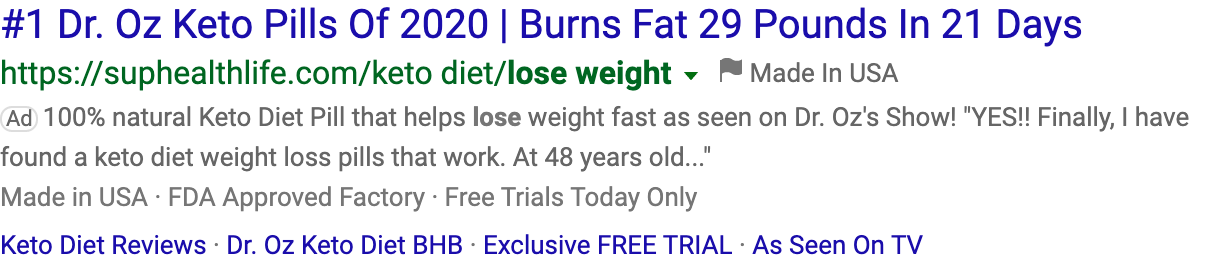 #1 Dr. Oz Keto Pills Of 2020 | Burns Fat 29 Pounds In 21 Days
https://suphealthlife.com/keto diet/lose weight Made In USA
Ad 100% natural Keto Diet Pill that helps lose weight fast as seen on Dr. Oz's Show! "YES!! Finally, I have
found a keto diet weight loss pills that work. At 48 years old..."
Made in USA · FDA Approved Factory · Free Trials Today Only
Keto Diet Reviews · Dr. Oz Keto Diet BHB · Exclusive FREE TRIAL · As Seen On TV